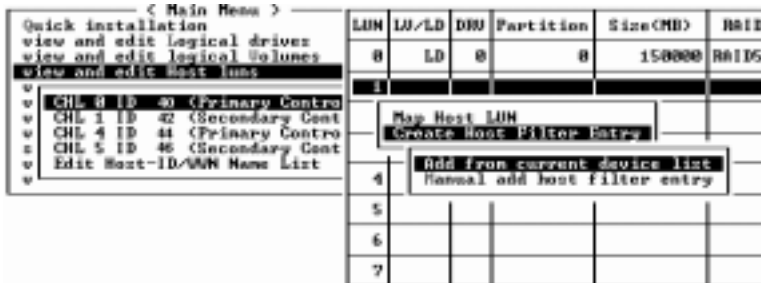 < Main Menu >
Quick installation
view and edit Logical drives
view and edit logical Volumes
view and edit Host luns
v
v CHL 0 ID 40 (Primary Contro
v CHL 1 ID 42 (Secondary Cont
v CHL 4 ID 44 (Primary Contro
s CHL 5 ID 46 (Secondary Cont
v Edit Host-ID/WWN Name List
v
LUN LV/LD DRV Partition Size(MB) RAID
0 LD 0 0 150000 RAID5
1
Map Host LUN
Create Host Filter Entry
Add from current device list
4 Manual add host filter entry
5
6
7